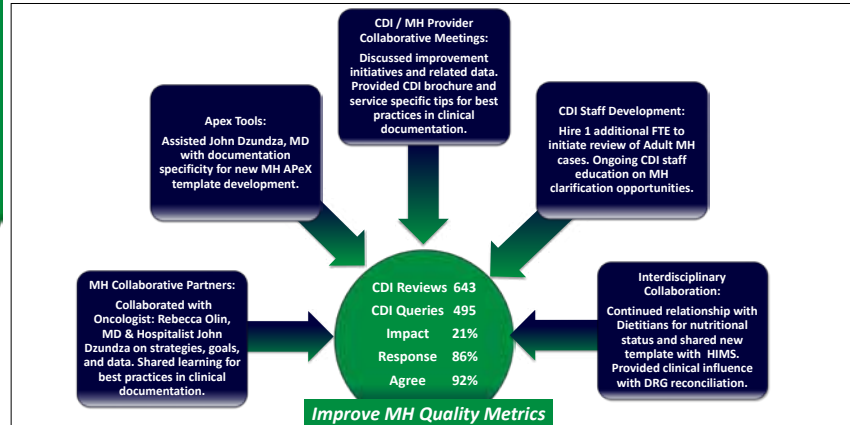 CDI / MH Provider
Collaborative Meetings:
Discussed improvement
initiatives and related data.
Provided CDI brochure and
service specific tips for best
practices in clinical
documentation.
Apex Tools:
Assisted John Dzundza, MD
with documentation
specificity for new MH APeX
template development.
CDI Staff Development:
Hire 1 additional FTE to
initiate review of Adult MH
cases. Ongoing CDI staff
education on MH
clarification opportunities.
MH Collaborative Partners:
Collaborated with
Oncologist: Rebecca Olin,
MD & Hospitalist John
Dzundza on strategies, goals,
and data. Shared learning for
best practices in clinical
documentation.
CDI Reviews 643
CDI Queries 495
Impact 21%
Response 86%
Agree 92%
Interdisciplinary
Collaboration:
Continued relationship with
Dietitians for nutritional
status and shared new
template with HIMS.
Provided clinical influence
with DRG reconciliation.
Improve MH Quality Metrics